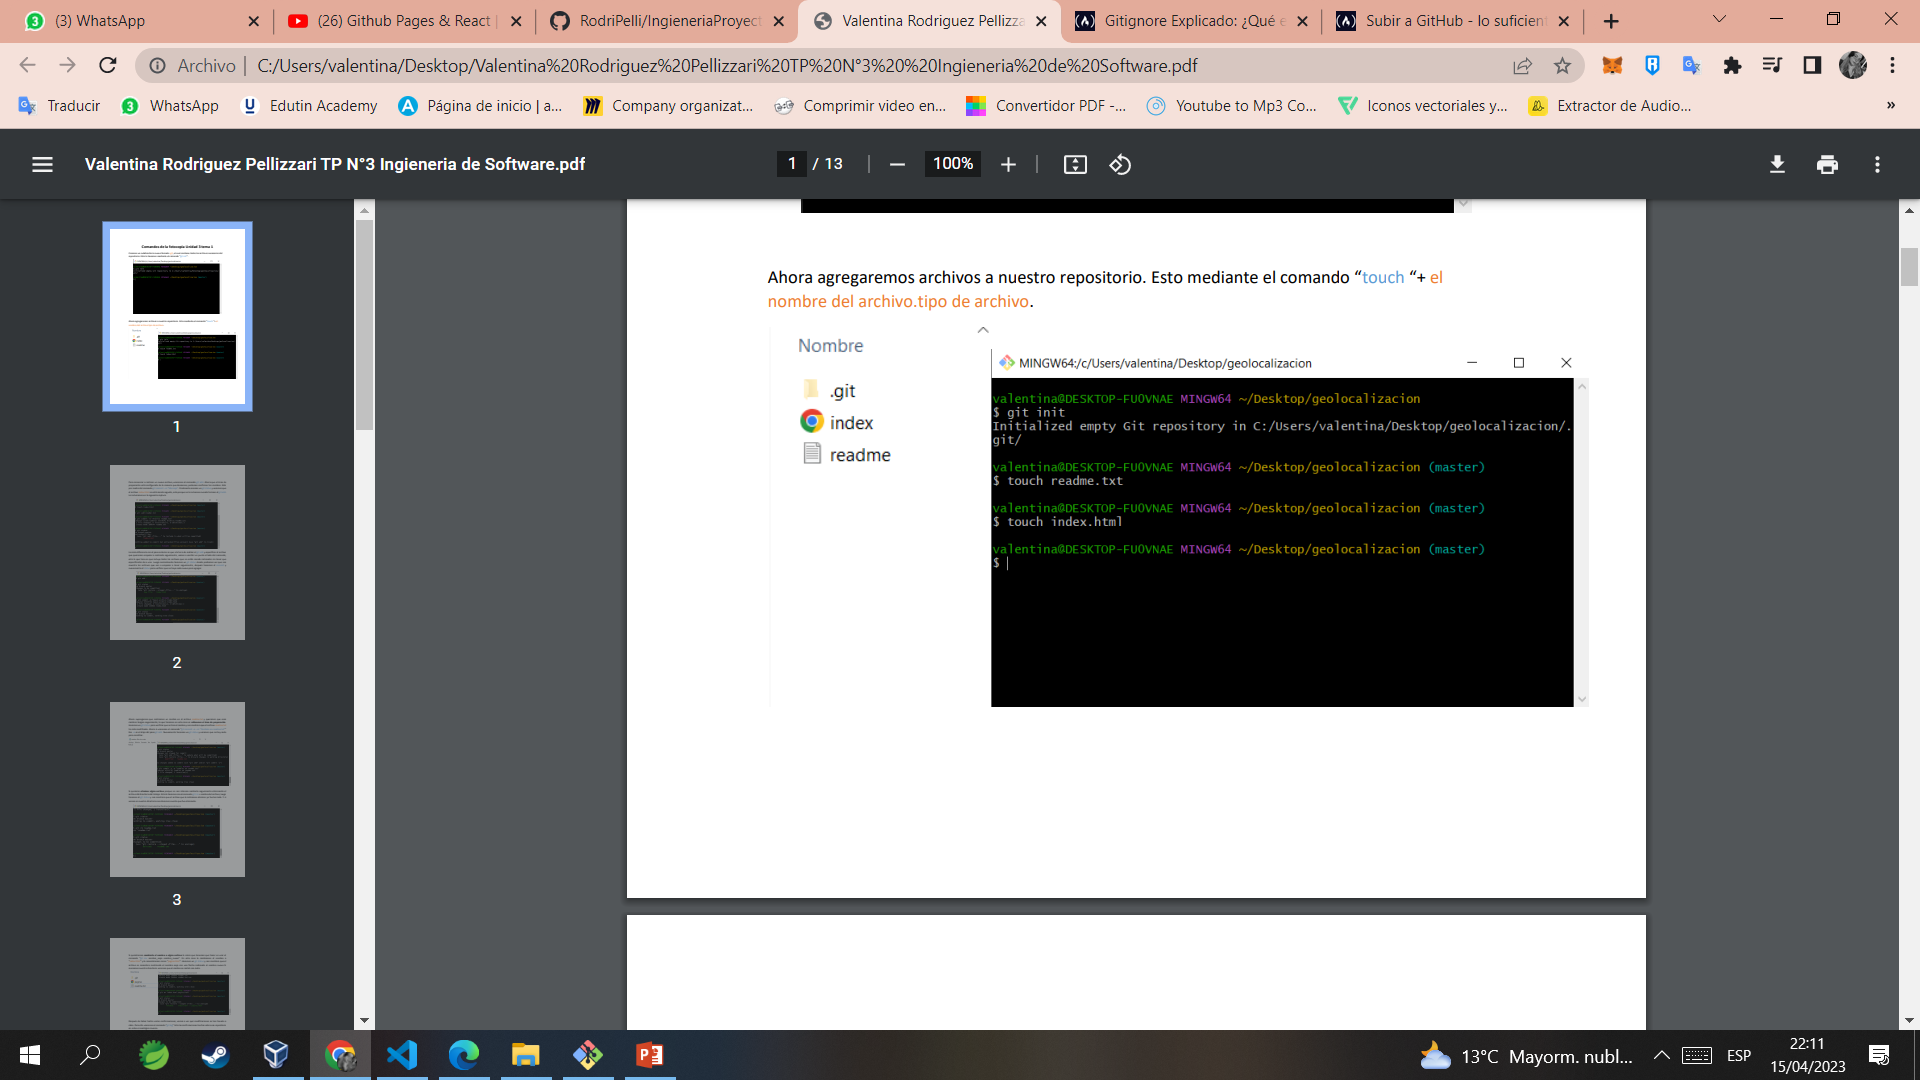 (3) WhatsApp
(26) Github Pages & React |
RodriPelli/IngieneriaProyect
Valentina Rodriguez Pellizza
Gitignore Explicado: ¿Qué e
Subir a GitHub - lo suficient
Archivo | C:/Users/valentina/Desktop/Valentina%20Rodriguez%20Pellizzari%20TP%20N°3%20%20Ingieneria%20de%20Software.pdf
Traducir
WhatsApp
Edutin Academy
Página de inicio | a...
Company organizat...
Comprimir video en...
Convertidor PDF -...
Youtube to Mp3 Co...
Iconos vectoriales y...
Extractor de Audio...
»
Valentina Rodriguez Pellizzari TP N°3 Ingieneria de Software.pdf
1 / 13
100%
1
2
3
Ahora agregaremos archivos a nuestro repositorio. Esto mediante el comando “touch “+ el
nombre del archivo.tipo de archivo.
Nombre
.git
index
readme
MINGW64:/c/Users/valentina/Desktop/geolocalizacion
valentina@DESKTOP-FUOVNAE MINGW64 ~/Desktop/geolocalizacion
$ git init
Initialized empty Git repository in C:/Users/valentina/Desktop/geolocalizacion/.
git/
valentina@DESKTOP-FUOVNAE MINGW64 ~/Desktop/geolocalizacion (master)
$ touch readme.txt
valentina@DESKTOP-FUOVNAE MINGW64 ~/Desktop/geolocalizacion (master)
$ touch index.html
valentina@DESKTOP-FUOVNAE MINGW64 ~/Desktop/geolocalizacion (master)
$
13°C Mayorm. nubl...
ESP
22:11
15/04/2023